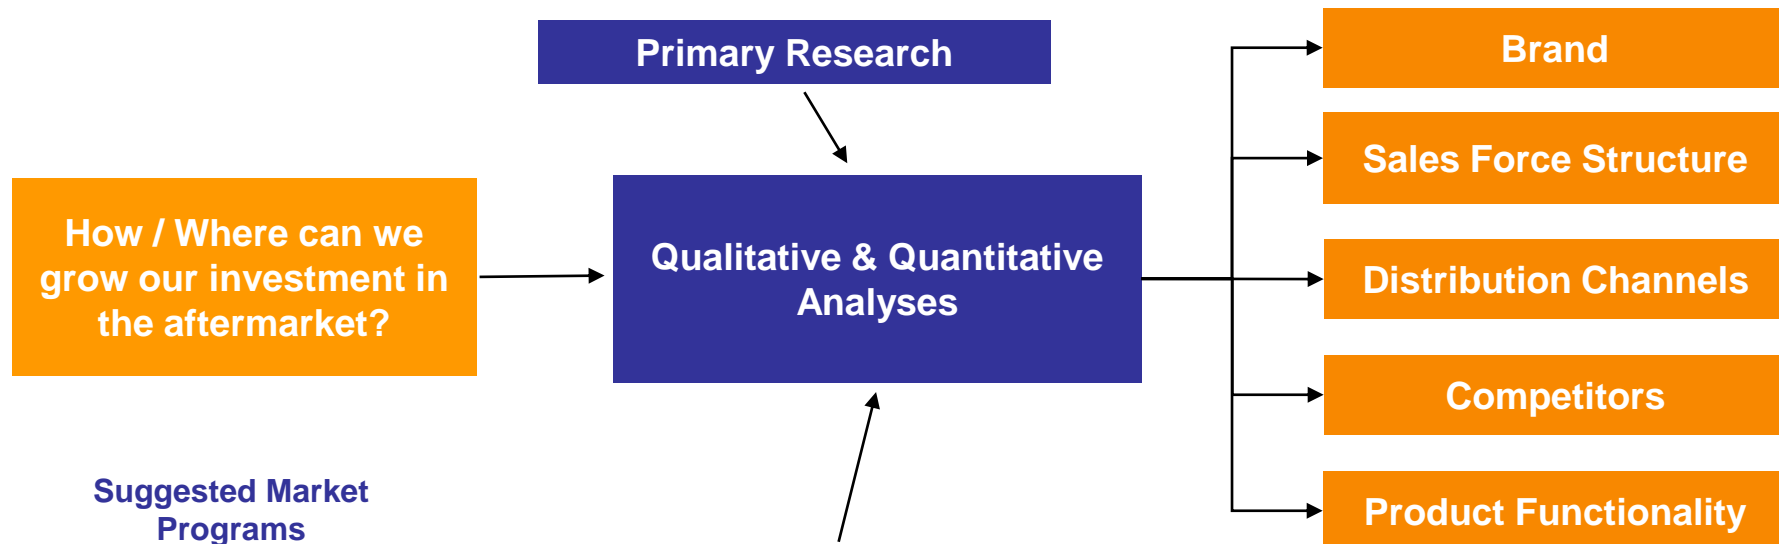 Primary Research
Brand
Sales Force Structure
How / Where can we
grow our investment in
the aftermarket?
Qualitative & Quantitative
Analyses
Distribution Channels
Competitors
Suggested Market
Programs
Product Functionality